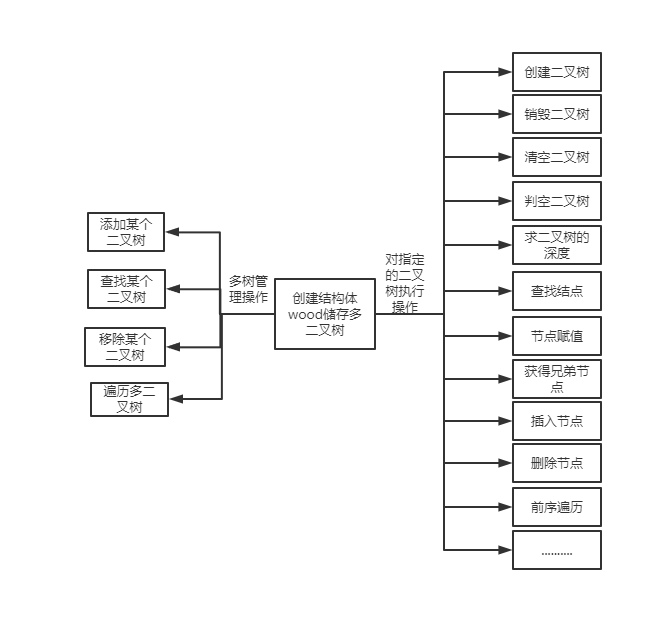 添加某个
二叉树
查找某个
二叉树
移除某个
二叉树
遍历多二
叉树
多树管
理操作
创建结构体
wood储存多
二叉树
对指定
的二叉
树执行
操作
创建二叉树
销毁二叉树
清空二叉树
判空二叉树
求二叉树的
深度
查找结点
节点赋值
获得兄弟节
点
插入节点
删除节点
前序遍历
..........